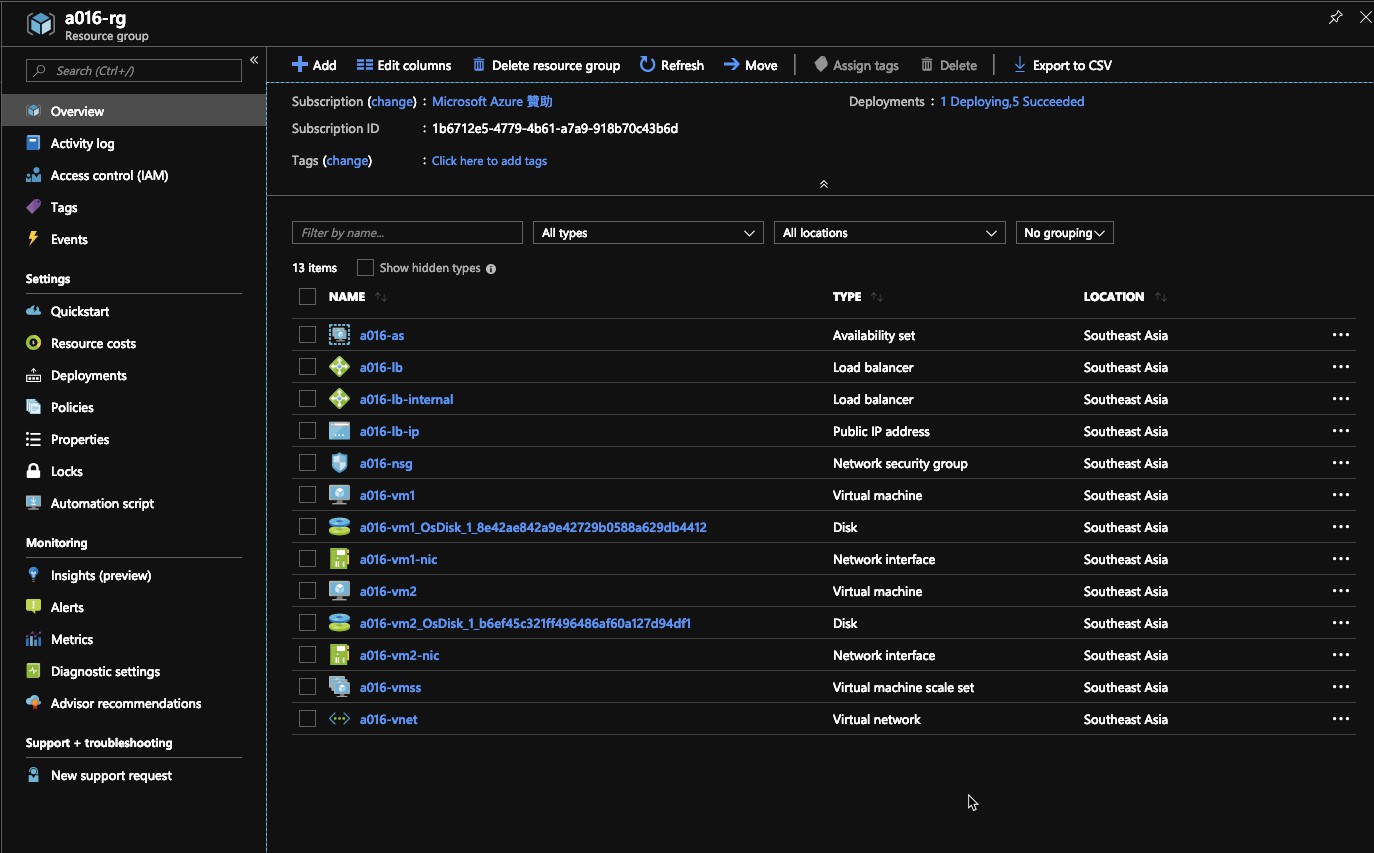 a016-rg
Resource group
Search (Ctrl+/)
«
Overview
Activity log
Access control (IAM)
Tags
Events
Settings
Quickstart
Resource costs
Deployments
Policies
Properties
Locks
Automation script
Monitoring
Insights (preview)
Alerts
Metrics
Diagnostic settings
Advisor recommendations
Support + troubleshooting
New support request
Add Edit columns Delete resource group Refresh Move Assign tags Delete Export to CSV
Subscription (change) : Microsoft Azure 贊助 Deployments : 1 Deploying,5 Succeeded
Subscription ID : 1b6712e5-4779-4b61-a7a9-918b70c43b6d
Tags (change) : Click here to add tags
Filter by name... All types All locations No grouping
13 items Show hidden types
NAME TYPE LOCATION
a016-as Availability set Southeast Asia ...
a016-lb Load balancer Southeast Asia ...
a016-lb-internal Load balancer Southeast Asia ...
a016-lb-ip Public IP address Southeast Asia ...
a016-nsg Network security group Southeast Asia ...
a016-vm1 Virtual machine Southeast Asia ...
a016-vm1_OsDisk_1_8e42ae842a9e42729b0588a629db4412 Disk Southeast Asia ...
a016-vm1-nic Network interface Southeast Asia ...
a016-vm2 Virtual machine Southeast Asia ...
a016-vm2_OsDisk_1_b6ef45c321ff496486af60a127d94df1 Disk Southeast Asia ...
a016-vm2-nic Network interface Southeast Asia ...
a016-vmss Virtual machine scale set Southeast Asia ...
a016-vnet Virtual network Southeast Asia ...